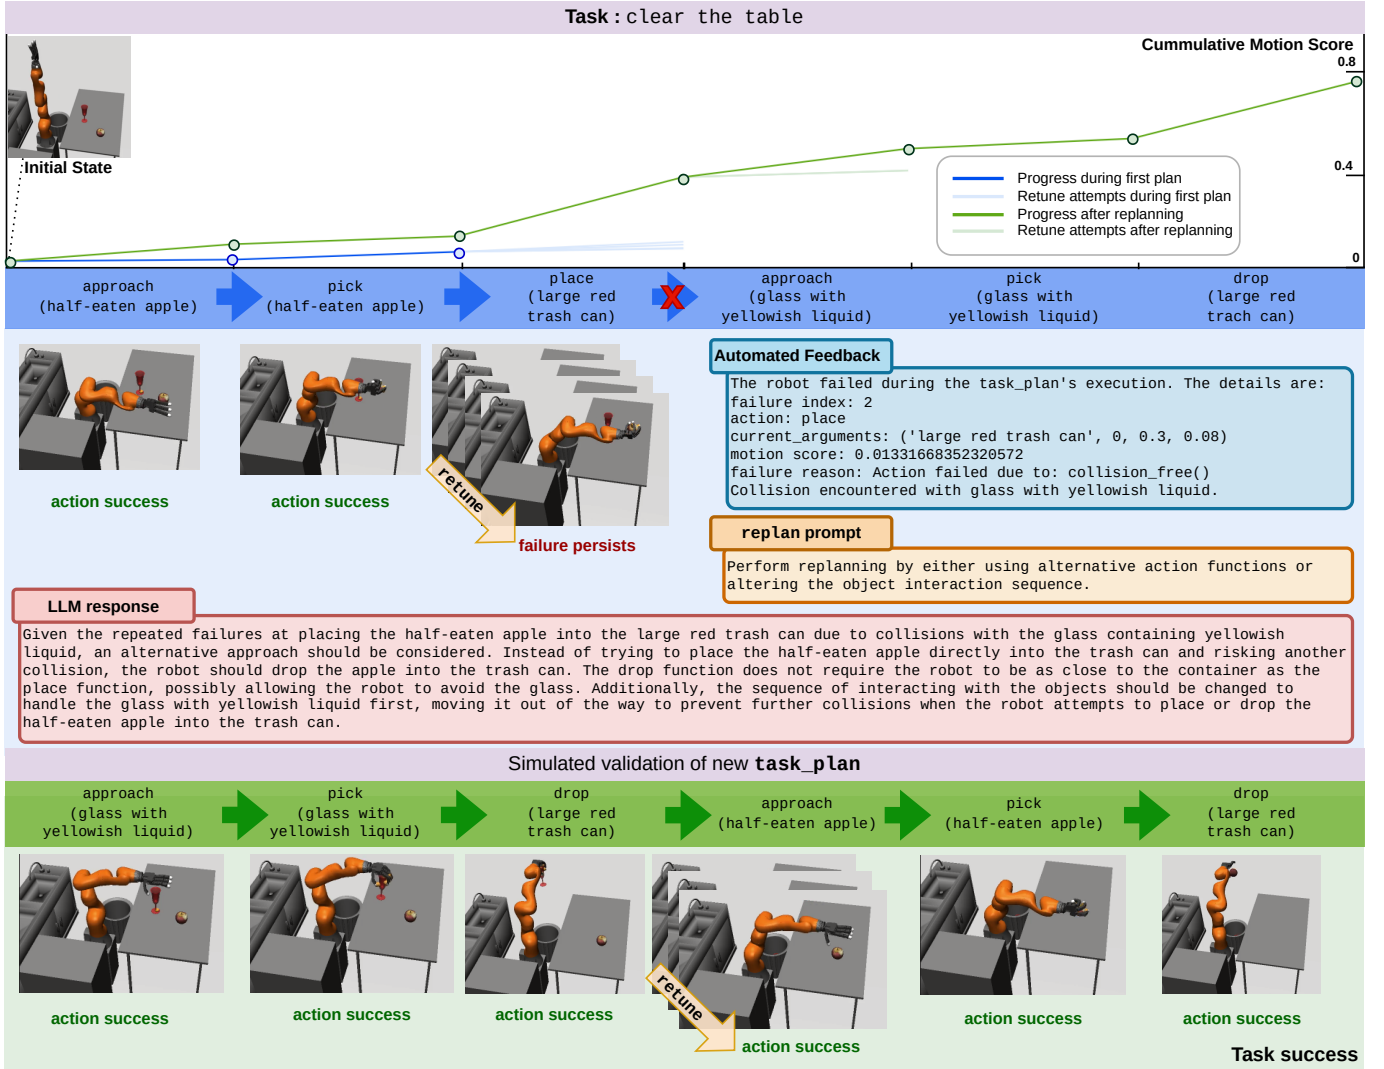 Task : clear the table
Cummulative Motion Score
0.8
Initial State
0.4
Progress during first plan
Retune attempts during first plan
Progress after replanning
Retune attempts after replanning
0
approach
(half-eaten apple)
pick
(half-eaten apple)
place
(large red
trash can)
X
approach
(glass with
yellowish liquid)
pick
(glass with
yellowish liquid)
drop
(large red
trach can)
action success
action success
retune
failure persists
Automated Feedback
The robot failed during the task_plan's execution. The details are:
failure index: 2
action: place
current_arguments: ('large red trash can', 0, 0.3, 0.08)
motion score: 0.01331668352320572
failure reason: Action failed due to: collision_free()
Collision encountered with glass with yellowish liquid.
replan prompt
Perform replanning by either using alternative action functions or
altering the object interaction sequence.
LLM response
Given the repeated failures at placing the half-eaten apple into the large red trash can due to collisions with the glass containing yellowish
liquid, an alternative approach should be considered. Instead of trying to place the half-eaten apple directly into the trash can and risking another
collision, the robot should drop the apple into the trash can. The drop function does not require the robot to be as close to the container as the
place function, possibly allowing the robot to avoid the glass. Additionally, the sequence of interacting with the objects should be changed to
handle the glass with yellowish liquid first, moving it out of the way to prevent further collisions when the robot attempts to place or drop the
half-eaten apple into the trash can.
Simulated validation of new task_plan
approach
(glass with
yellowish liquid)
pick
(glass with
yellowish liquid)
drop
(large red
trash can)
approach
(half-eaten apple)
pick
(half-eaten apple)
drop
(large red
trash can)
action success
action success
action success
retune
action success
action success
action success
Task success